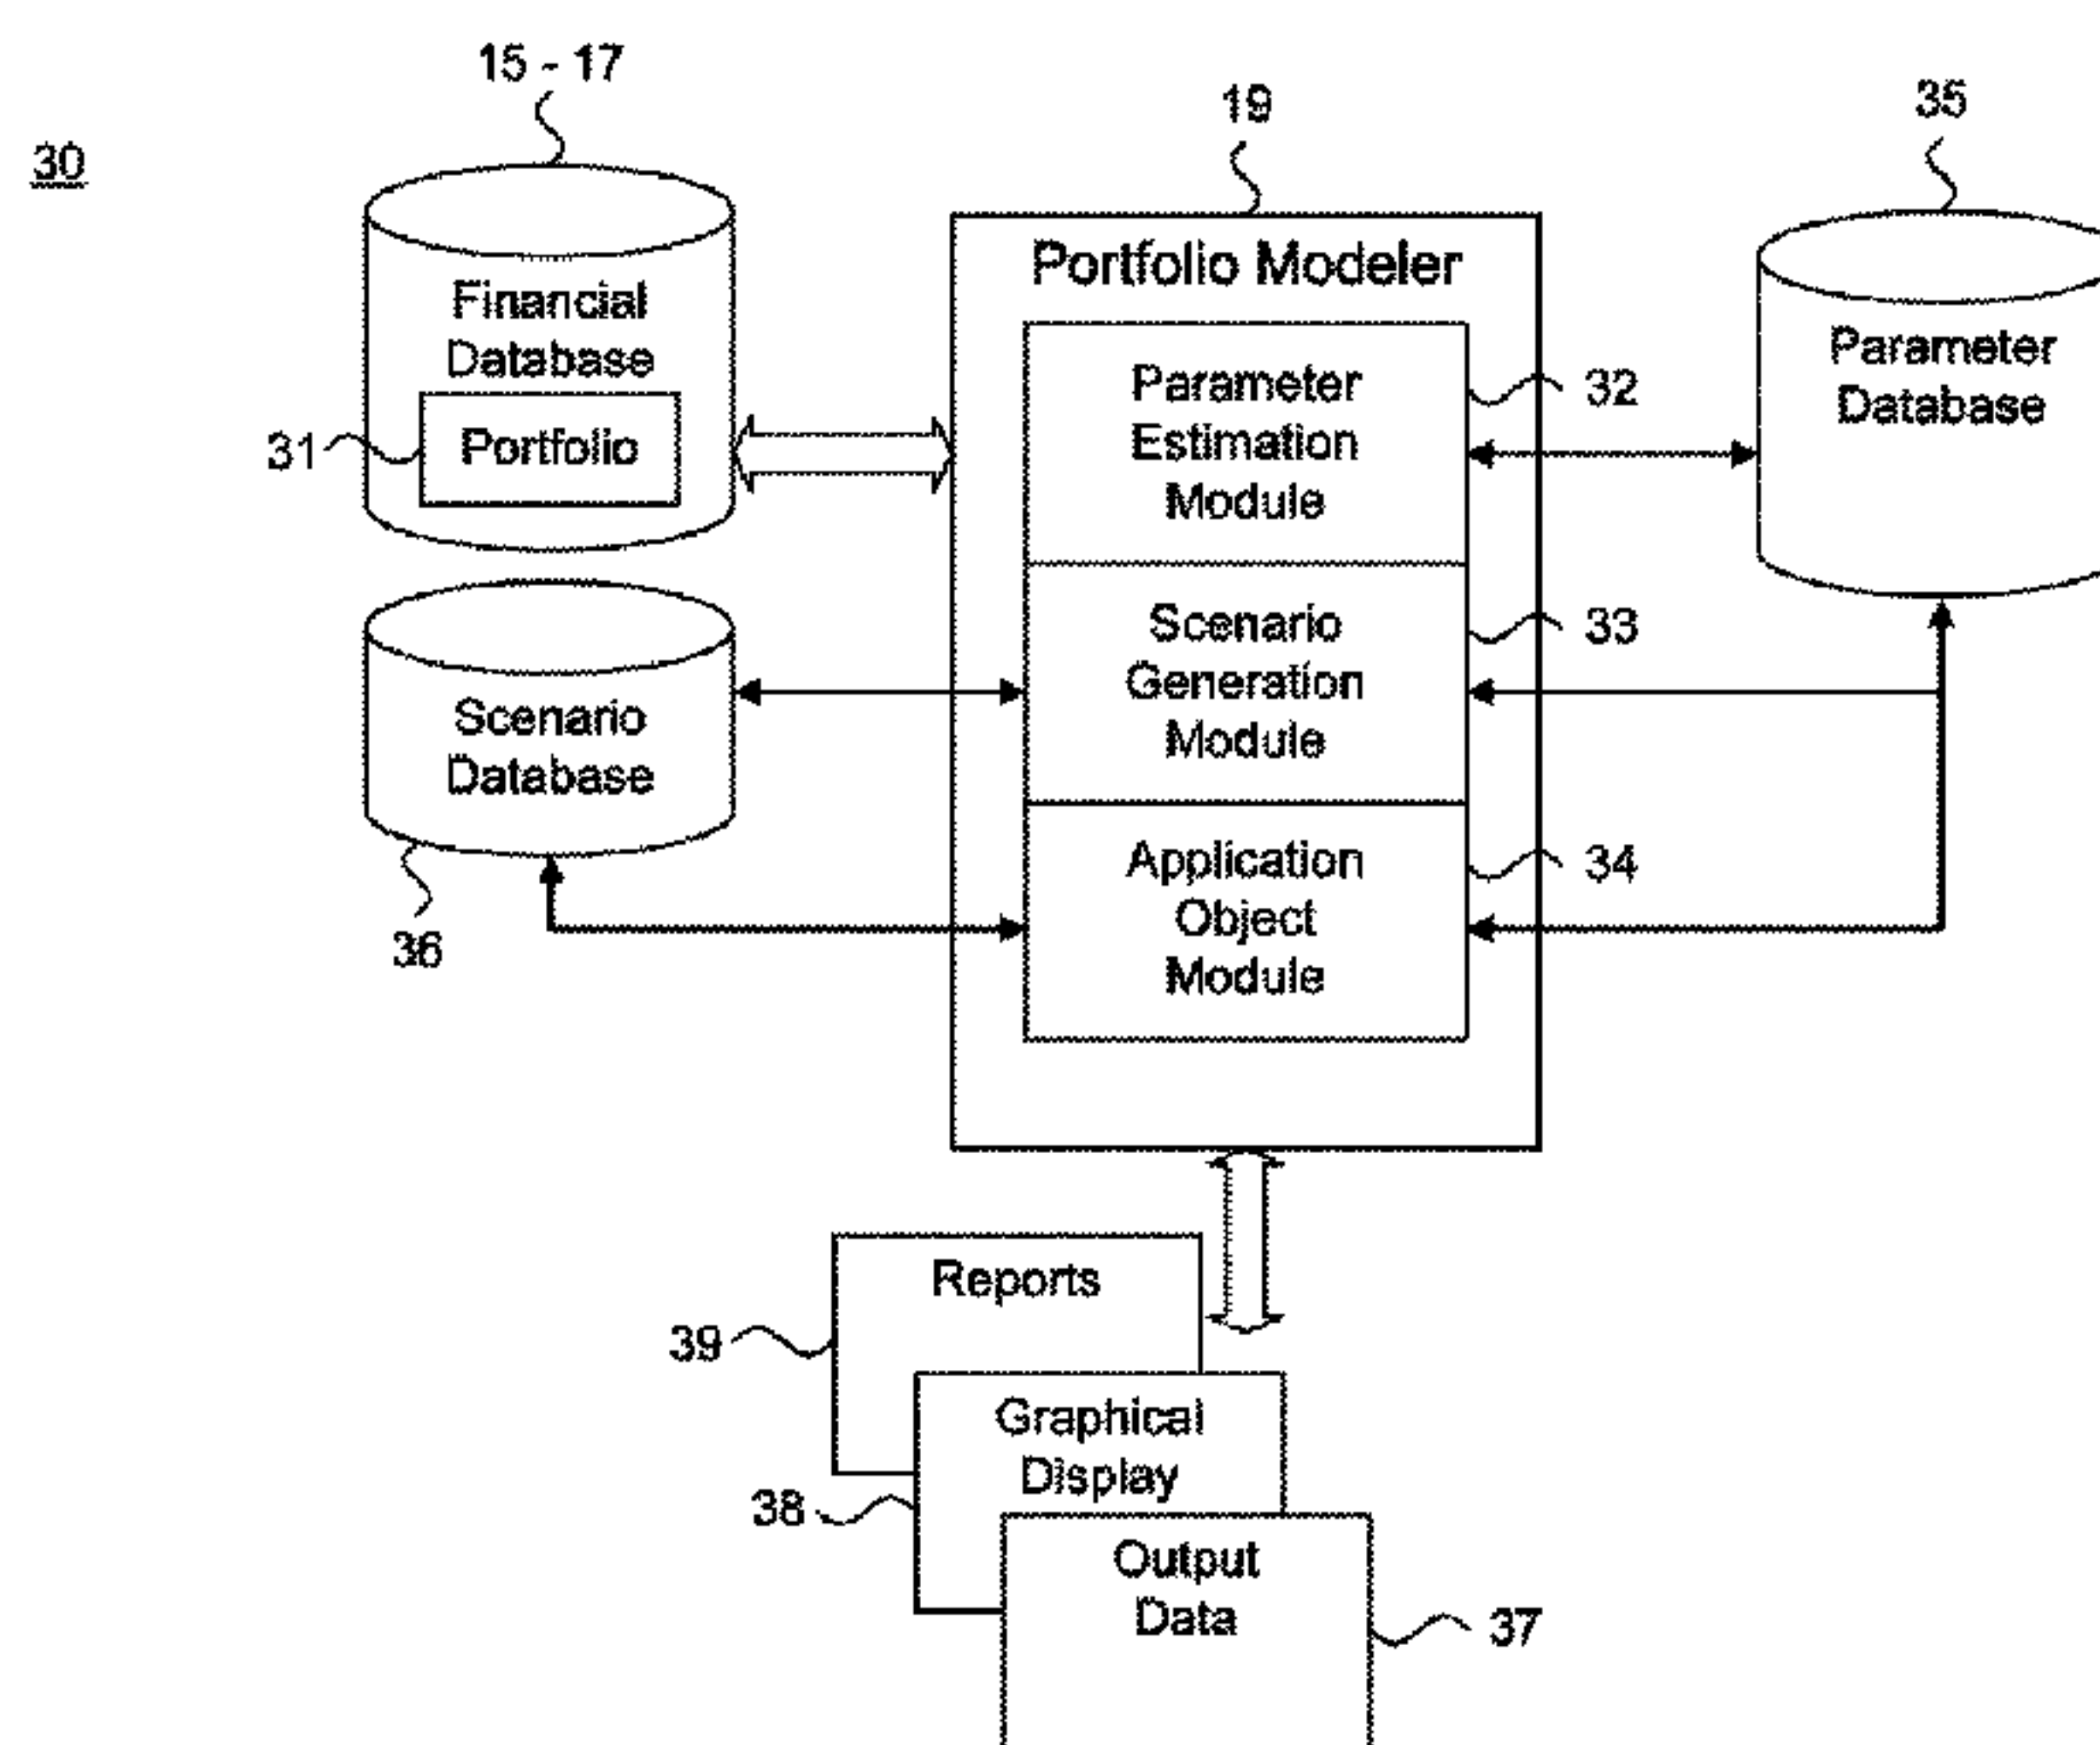 15 - 17
19
35
30
Portfolio Modeler
Financial
Database
31
Portfolio
Parameter
Estimation
Module
32
Parameter
Database
Scenario
Generation
Module
33
Scenario
Database
36
Application
Object
Module
34
Reports
39
Graphical
Display
38
Output
Data
37